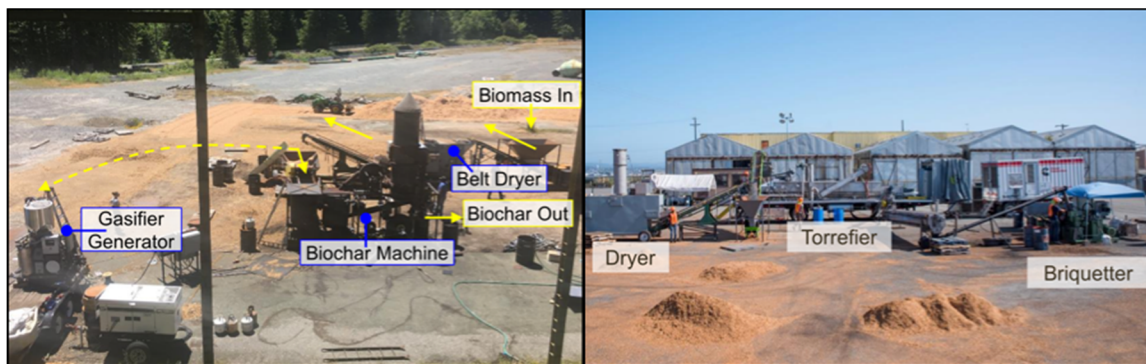 Biomass In
Belt Dryer
Biochar Out
Gasifier
Generator
Biochar Machine
Dryer
Torrefier
Briquetter